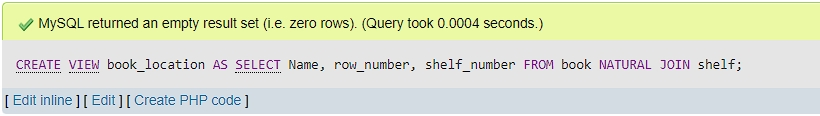 MySQL returned an empty result set (i.e. zero rows). (Query took 0.0004 seconds.)
CREATE VIEW book_location AS SELECT Name, row_number, shelf_number FROM book NATURAL JOIN shelf;
[ Edit inline ] [ Edit ] [ Create PHP code ]